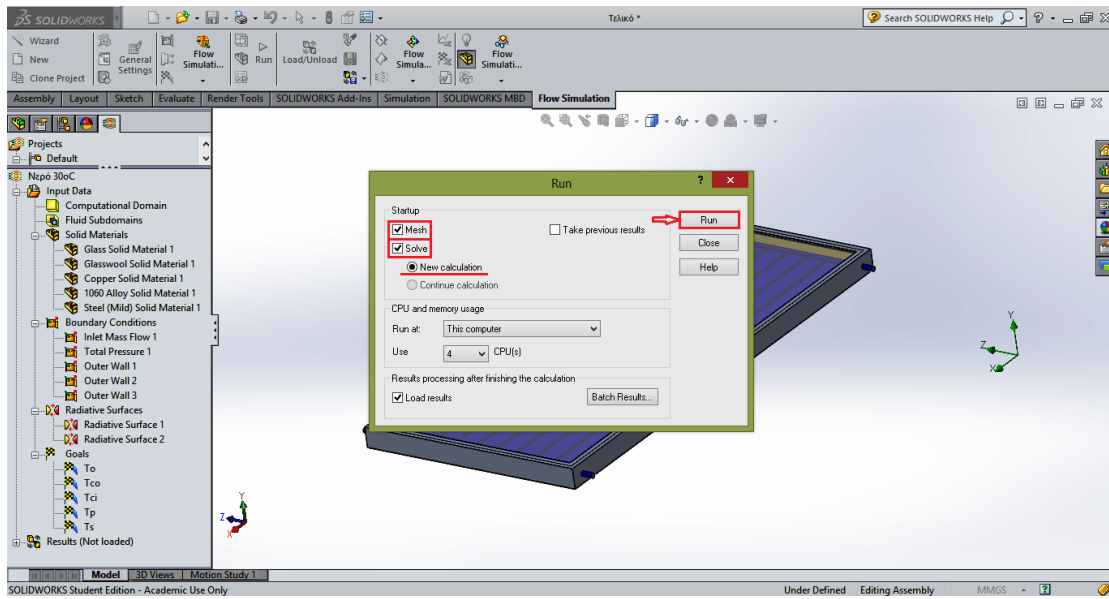 SOLIDWORKS
Τελικό *
Search SOLIDWORKS Help
Wizard
New
Clone Project
General Settings
Flow Simulati...
Run
Load/Unload
Flow Simula...
Flow Simulati...
Assembly Layout Sketch Evaluate Render Tools SOLIDWORKS Add-Ins Simulation SOLIDWORKS MBD Flow Simulation
Projects
Default
Νερό 30oC
Input Data
Computational Domain
Fluid Subdomains
Solid Materials
Glass Solid Material 1
Glasswool Solid Material 1
Copper Solid Material 1
1060 Alloy Solid Material 1
Steel (Mild) Solid Material 1
Boundary Conditions
Inlet Mass Flow 1
Total Pressure 1
Outer Wall 1
Outer Wall 2
Outer Wall 3
Radiative Surfaces
Radiative Surface 1
Radiative Surface 2
Goals
To
Tco
Tci
Tp
Ts
Results (Not loaded)
Run
?
Startup
Mesh
Take previous results
Solve
New calculation
Continue calculation
Run
Close
Help
CPU and memory usage
Run at: This computer
Use 4 CPU(s)
Results processing after finishing the calculation
Load results
Batch Results...
Y
Z
X
Y
Z
X
Model 3D Views Motion Study 1
SOLIDWORKS Student Edition - Academic Use Only
Under Defined Editing Assembly MMGS